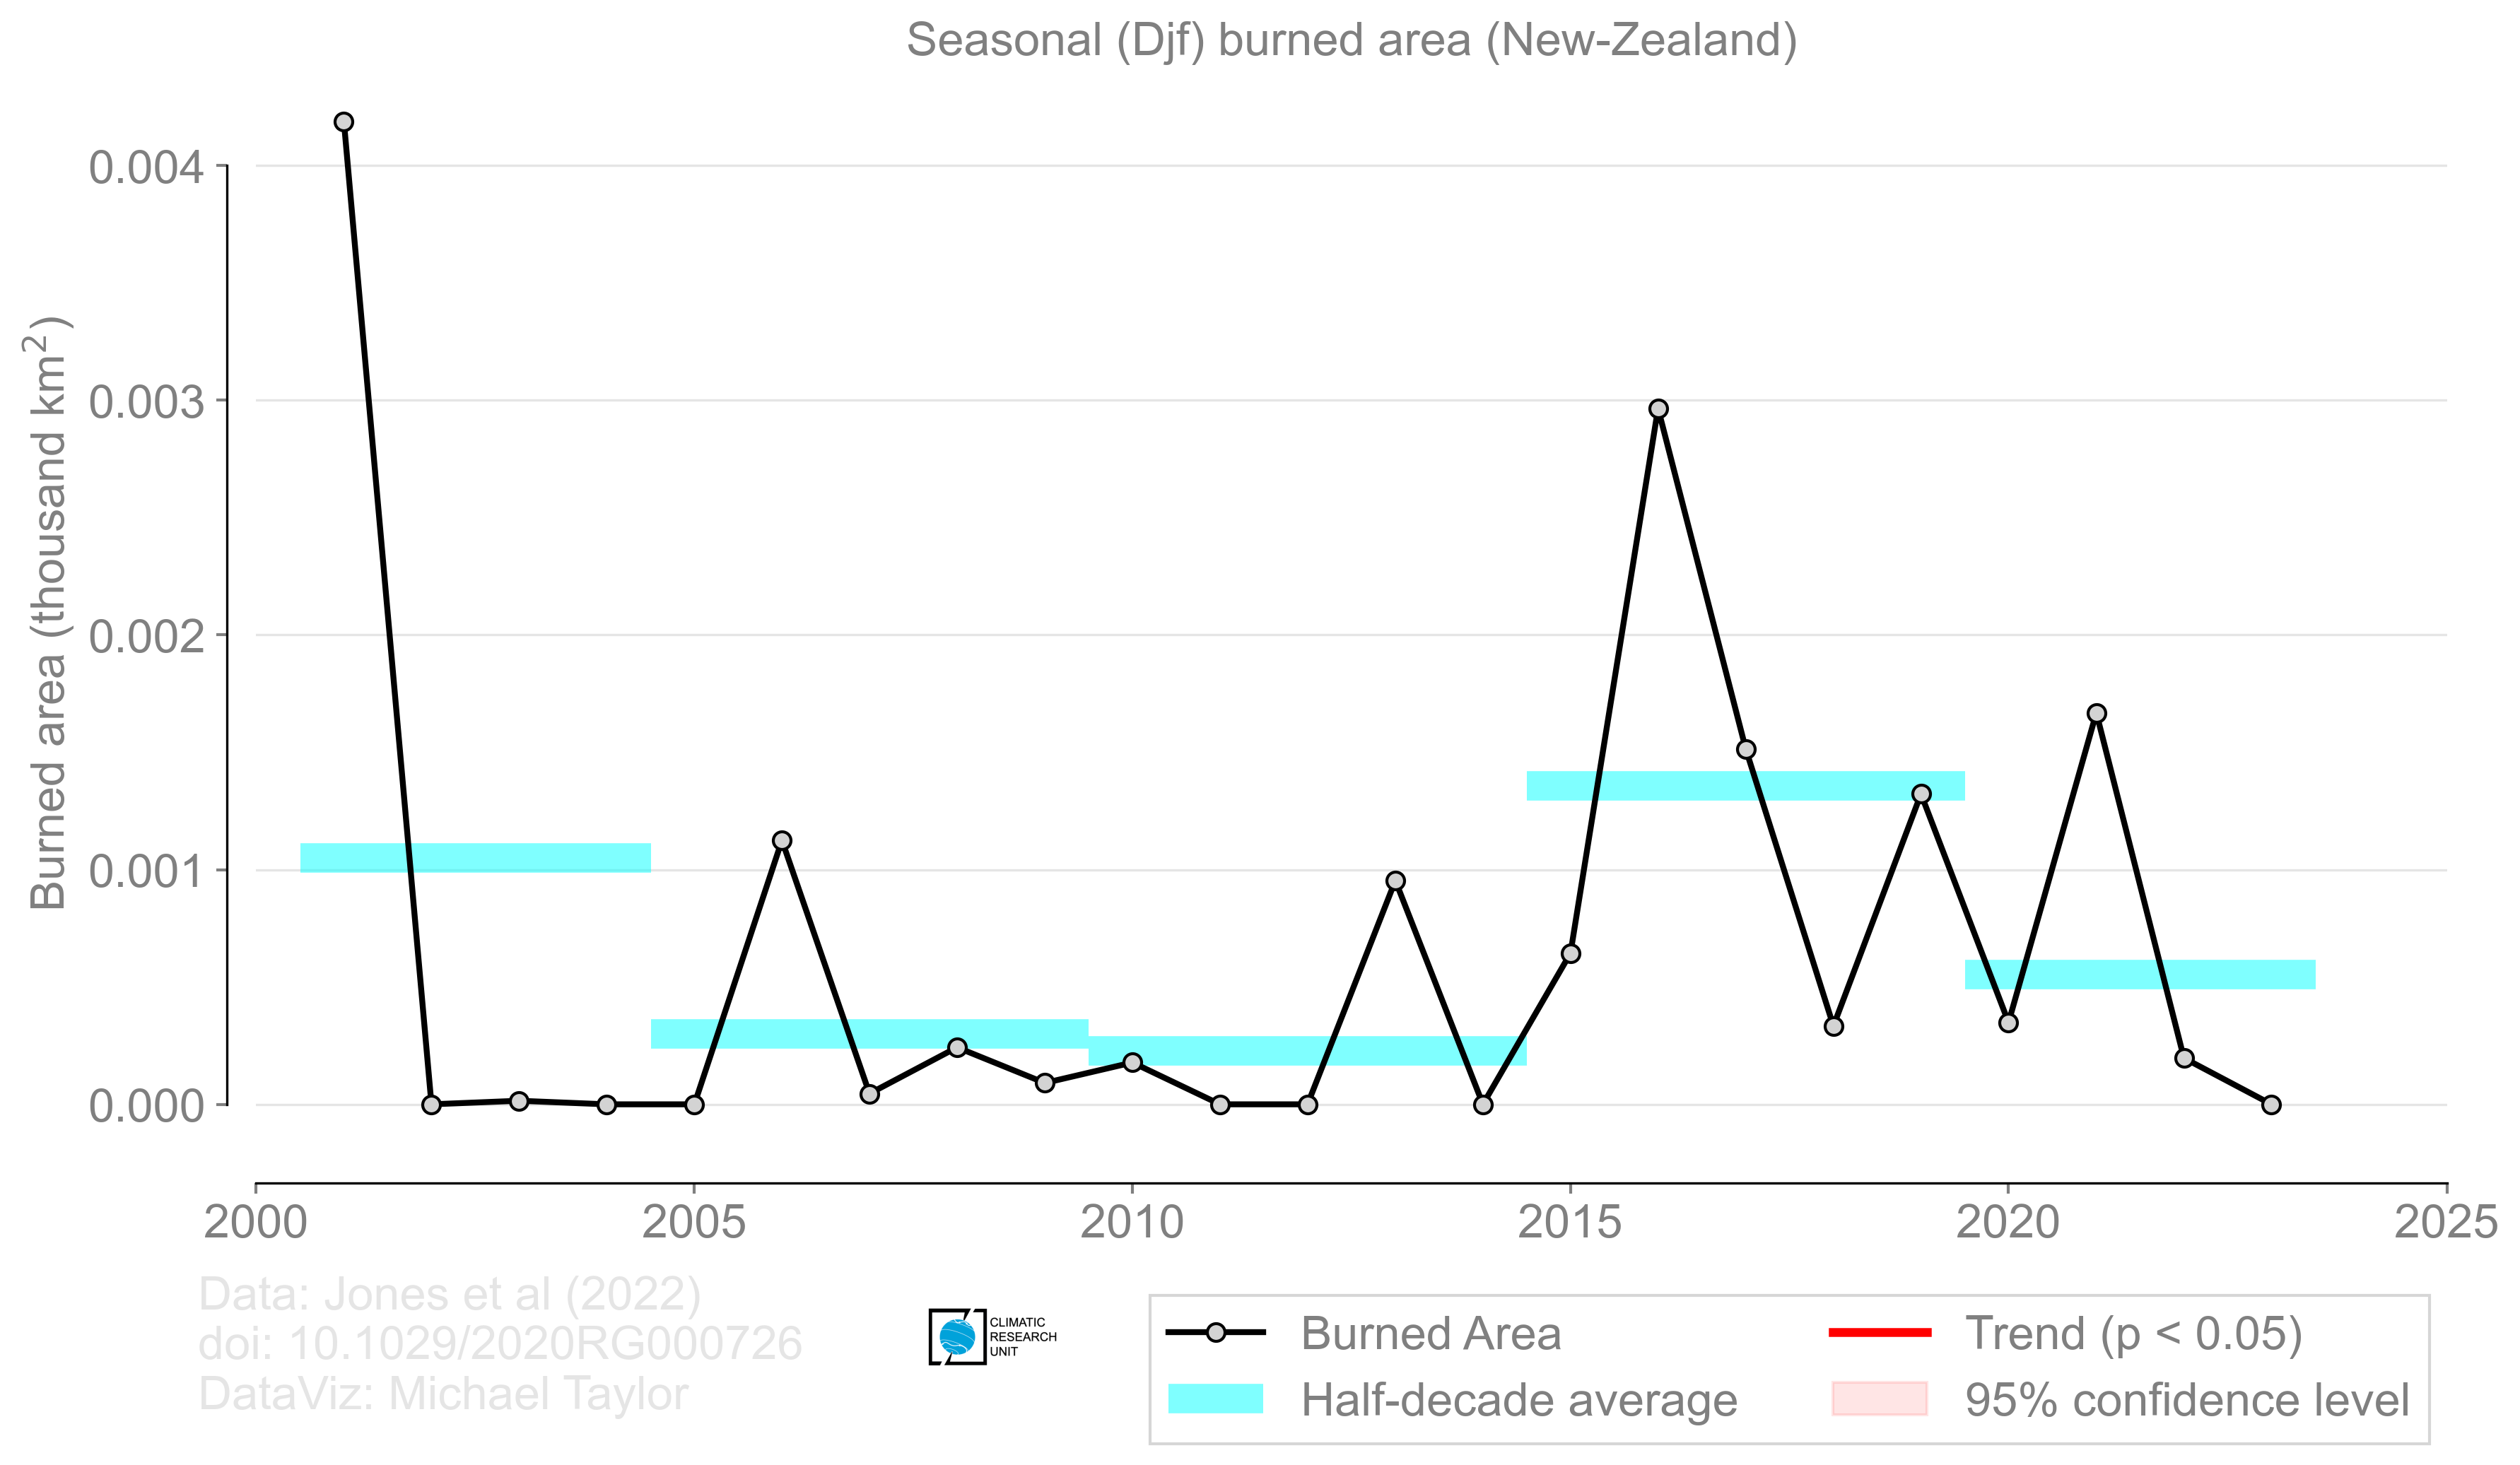 Seasonal (Djf) burned area (New-Zealand)
Burned area (thousand km²)
0.004
0.003
0.002
0.001
0.000
2000 2005 2010 2015 2020 2025
Data: Jones et al (2022)
doi: 10.1029/2020RG000726
DataViz: Michael Taylor
CLIMATIC
RESEARCH
UNIT
Burned Area
Half-decade average
Trend (p < 0.05)
95% confidence level